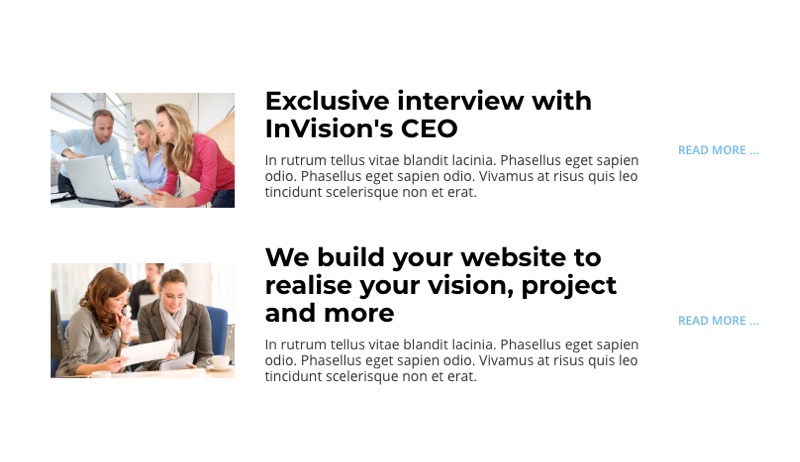 Exclusive interview with
InVision's CEO
In rutrum tellus vitae blandit lacinia. Phasellus eget sapien
odio. Phasellus eget sapien odio. Vivamus at risus quis leo
tincidunt scelerisque non et erat.
READ MORE ...
We build your website to
realise your vision, project
and more
In rutrum tellus vitae blandit lacinia. Phasellus eget sapien
odio. Phasellus eget sapien odio. Vivamus at risus quis leo
tincidunt scelerisque non et erat.
READ MORE ...